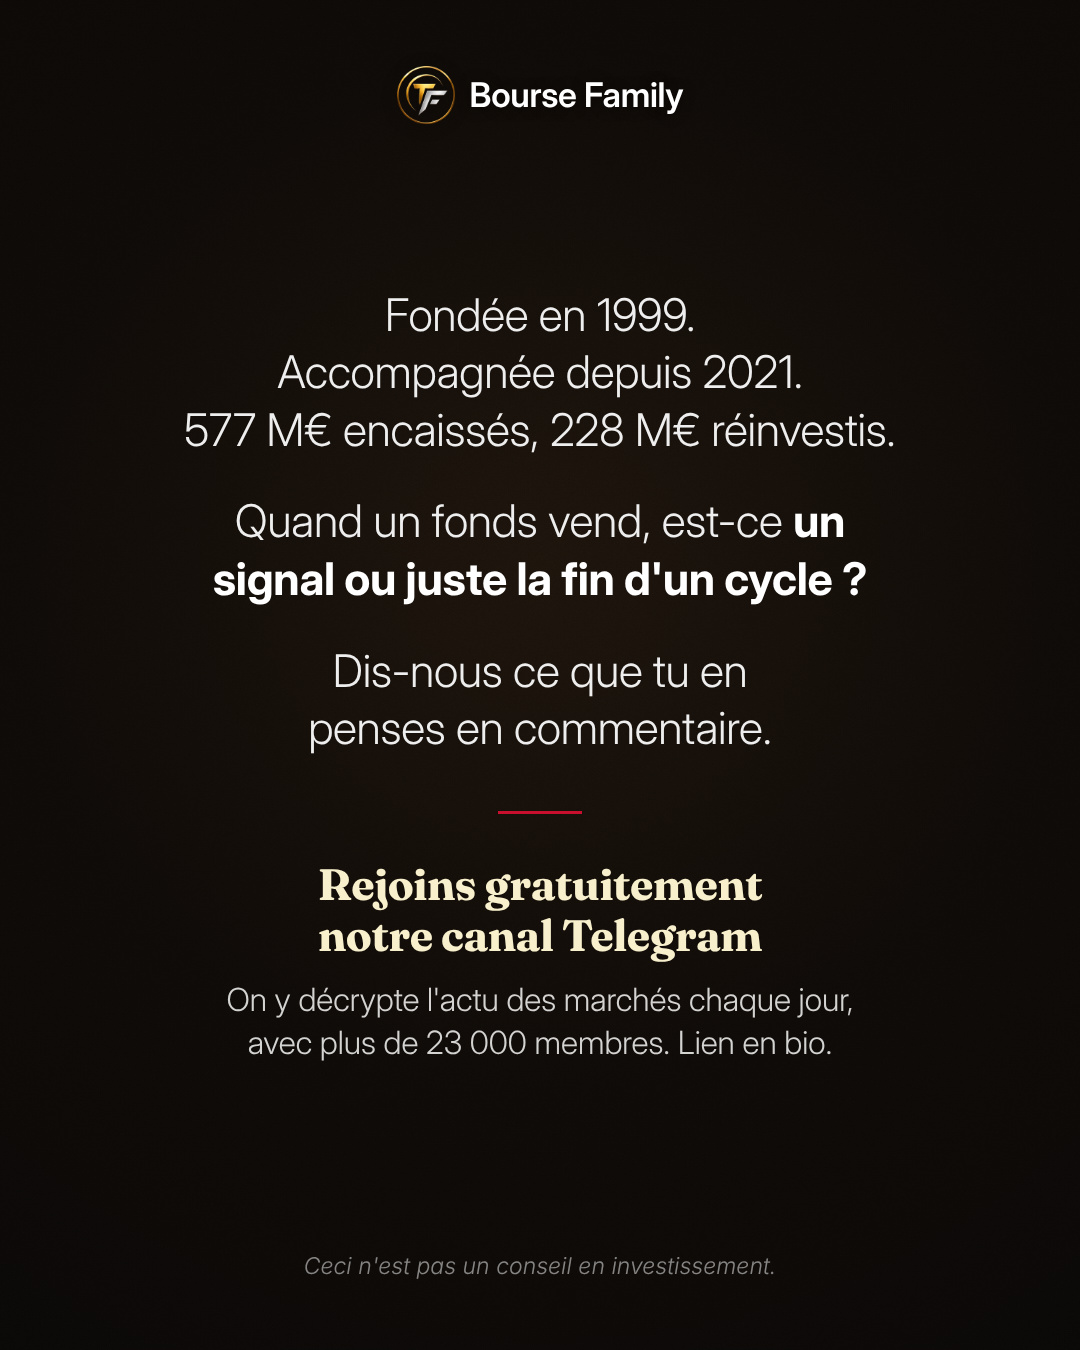 TF
Bourse Family
Fondée en 1999.
Accompagnée depuis 2021.
577 M€ encaissés, 228 M€ réinvestis.
Quand un fonds vend, est-ce un
signal ou juste la fin d'un cycle ?
Dis-nous ce que tu en
penses en commentaire.
Rejoins gratuitement
notre canal Telegram
On y décrypte l'actu des marchés chaque jour,
avec plus de 23 000 membres. Lien en bio.
Ceci n'est pas un conseil en investissement.